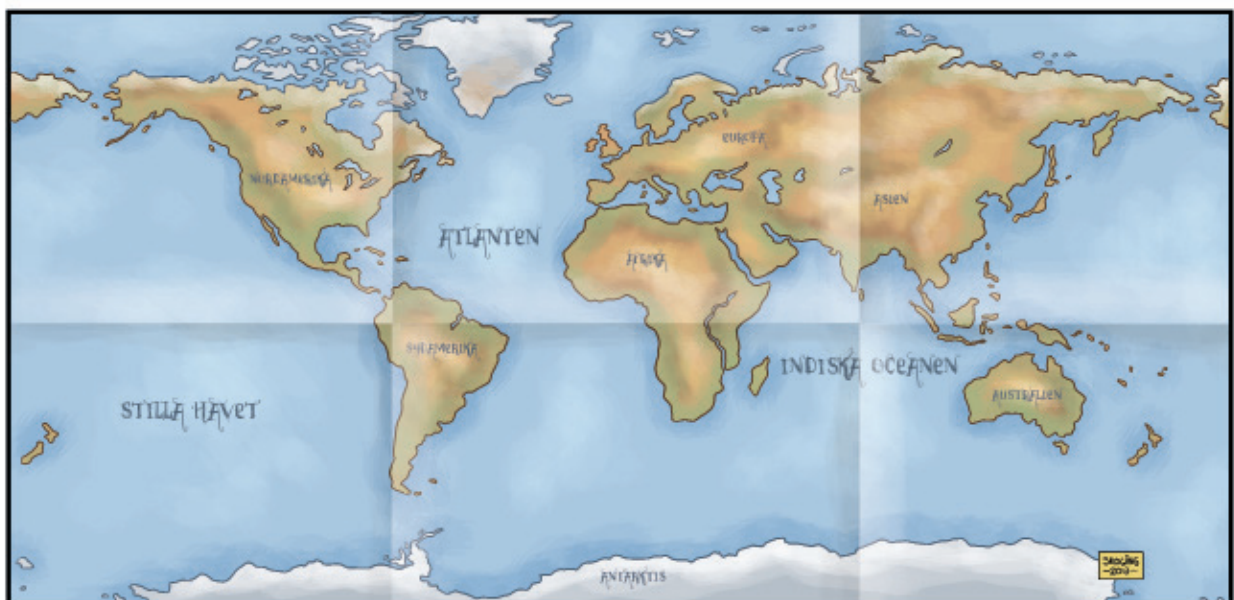 EUROPA
NORDAMERIKA
ASIEN
ATLANTEN
AFRIKA
SYDAMERIKA
INDISKA OCEANEN
AUSTRALIEN
STILLA HAVET
ANTARKTIS